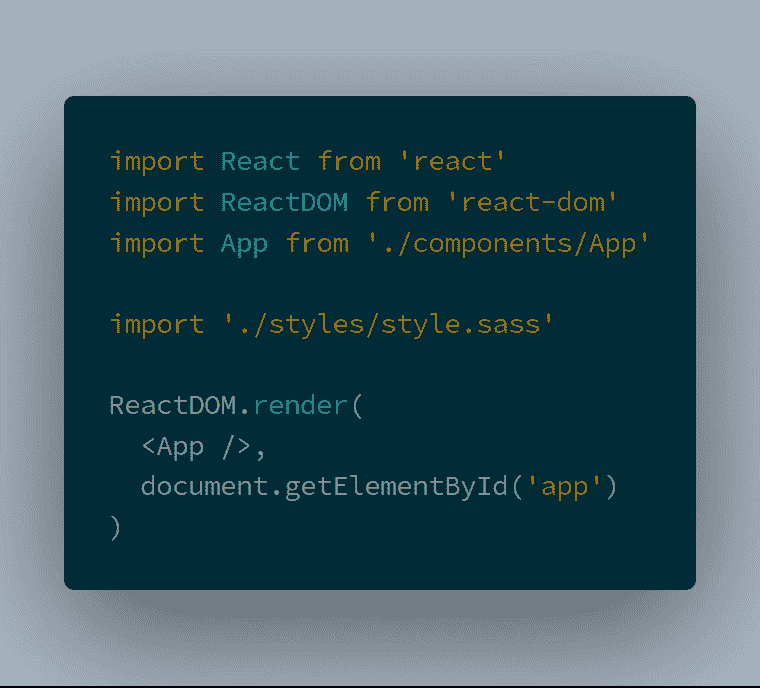 import React from 'react'
import ReactDOM from 'react-dom'
import App from './components/App'

import './styles/style.sass'

ReactDOM.render(
  <App />,
  document.getElementById('app')
)